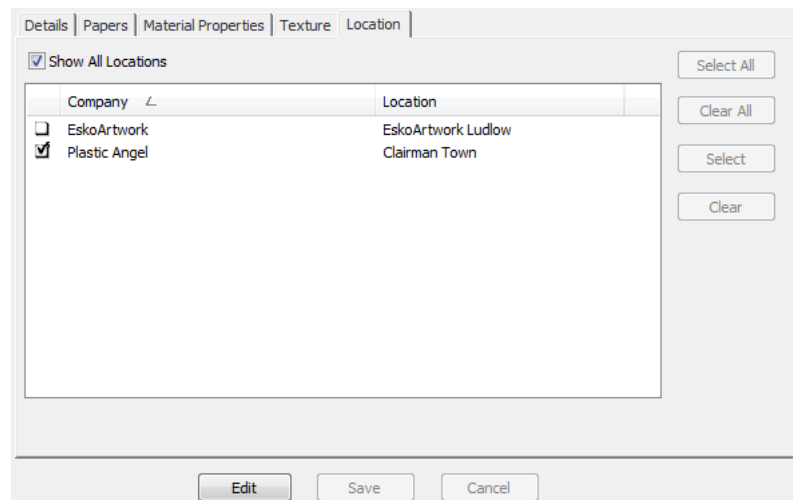 Details Papers Material Properties Texture Location
Show All Locations
Select All
Company Location
Clear All
EskoArtwork EskoArtwork Ludlow
Plastic Angel Clairman Town
Select
Clear
Edit Save Cancel